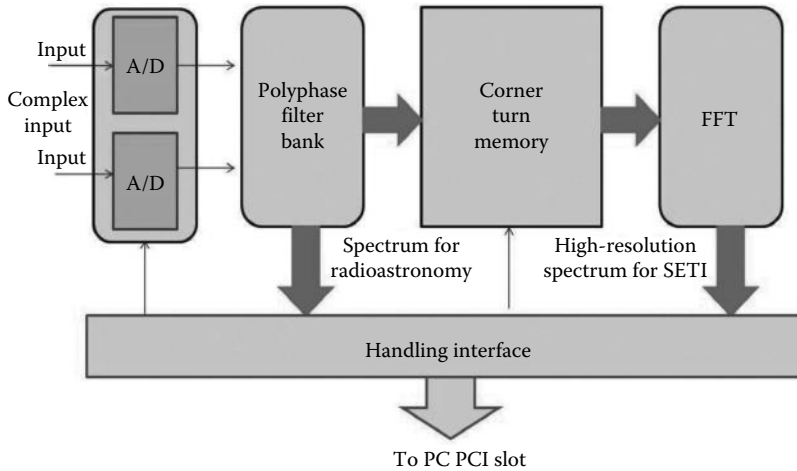 Input
A/D
Complex
input
Input
A/D
Polyphase
filter
bank
Corner
turn
memory
FFT
Spectrum for
radioastronomy
High-resolution
spectrum for SETI
Handling interface
To PC PCI slot